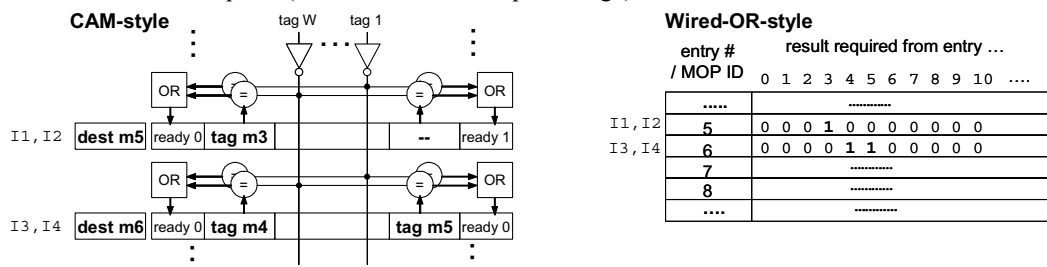 CAM-style
tag W tag 1
OR = = OR
I1,I2 dest m5 ready 0 tag m3 -- ready 1
OR = = OR
I3,I4 dest m6 ready 0 tag m4 tag m5 ready 0
Wired-OR-style
entry # result required from entry …
/ MOP ID 0 1 2 3 4 5 6 7 8 9 10 ....
.....  ............
I1,I2 5 0 0 0 1 0 0 0 0 0 0 0
I3,I4 6 0 0 0 0 1 1 0 0 0 0 0
7 ............
8 ............
.... ............